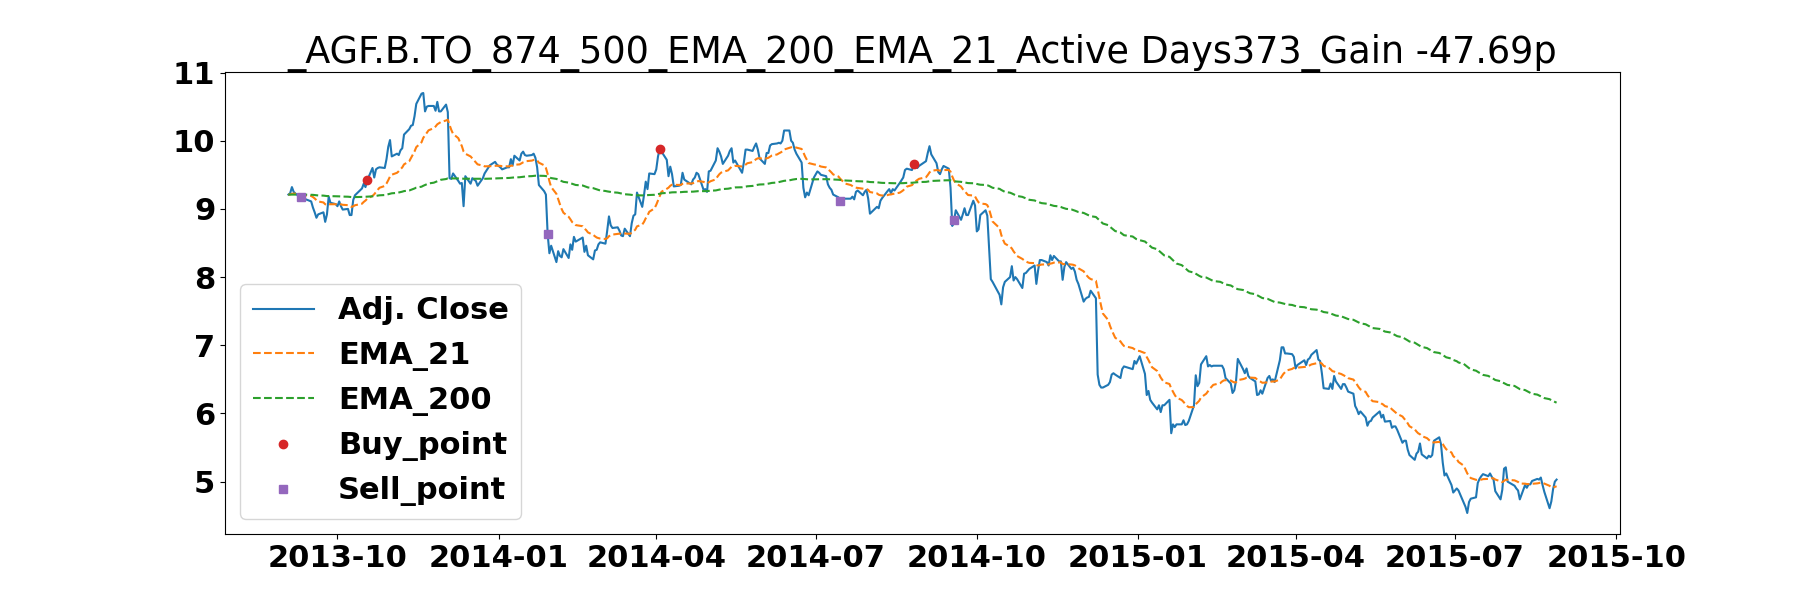 _AGF.B.TO_874_500_EMA_200_EMA_21_Active Days373_Gain -47.69p
11
10
9
8
7
6
5
Adj. Close
EMA_21
EMA_200
Buy_point
Sell_point
2013-10 2014-01 2014-04 2014-07 2014-10 2015-01 2015-04 2015-07 2015-10